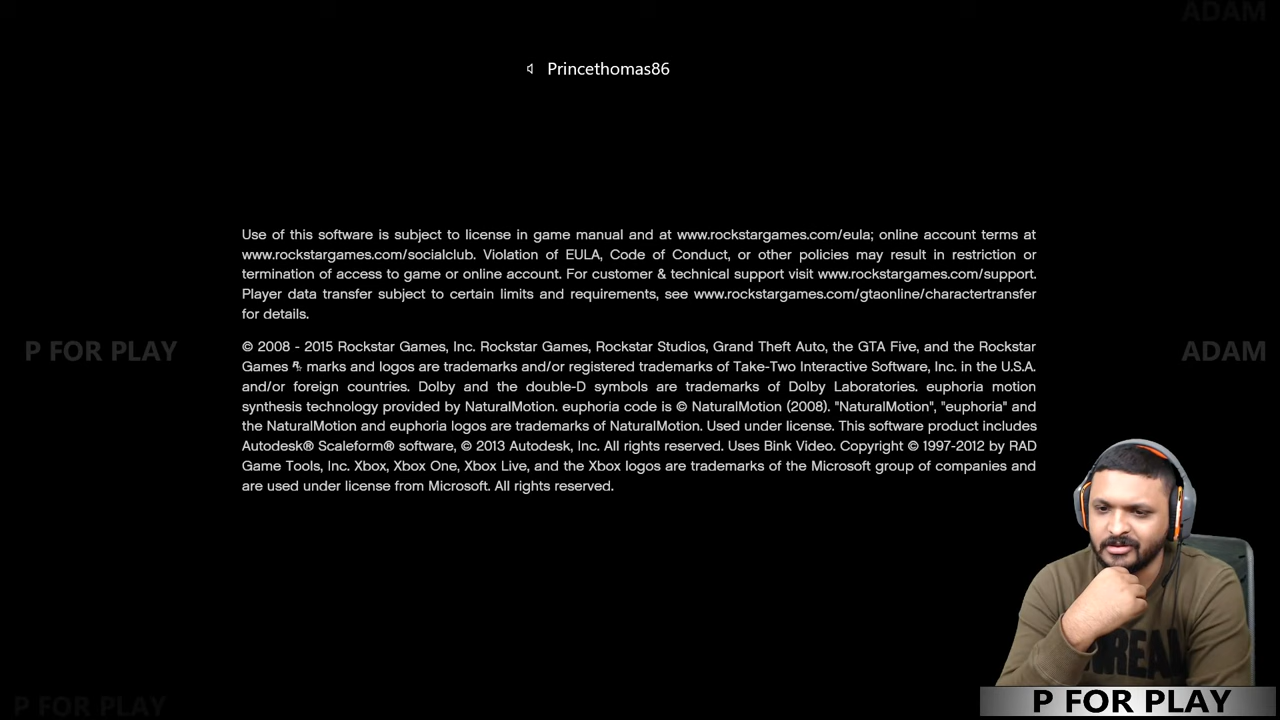 ADAM
Princethomas86
Use of this software is subject to license in game manual and at www.rockstargames.com/eula; online account terms at
www.rockstargames.com/socialclub. Violation of EULA, Code of Conduct, or other policies may result in restriction or
termination of access to game or online account. For customer & technical support visit www.rockstargames.com/support.
Player data transfer subject to certain limits and requirements, see www.rockstargames.com/gtaonline/charactertransfer
for details.
© 2008 - 2015 Rockstar Games, Inc. Rockstar Games, Rockstar Studios, Grand Theft Auto, the GTA Five, and the Rockstar
Games R* marks and logos are trademarks and/or registered trademarks of Take-Two Interactive Software, Inc. in the U.S.A.
and/or foreign countries. Dolby and the double-D symbols are trademarks of Dolby Laboratories. euphoria motion
synthesis technology provided by NaturalMotion. euphoria code is © NaturalMotion (2008). "NaturalMotion", "euphoria" and
the NaturalMotion and euphoria logos are trademarks of NaturalMotion. Used under license. This software product includes
Autodesk® Scaleform® software, © 2013 Autodesk, Inc. All rights reserved. Uses Bink Video. Copyright © 1997-2012 by RAD
Game Tools, Inc. Xbox, Xbox One, Xbox Live, and the Xbox logos are trademarks of the Microsoft group of companies and
are used under license from Microsoft. All rights reserved.
P FOR PLAY
ADAM
UNREAL
P FOR PLAY
P FOR PLAY